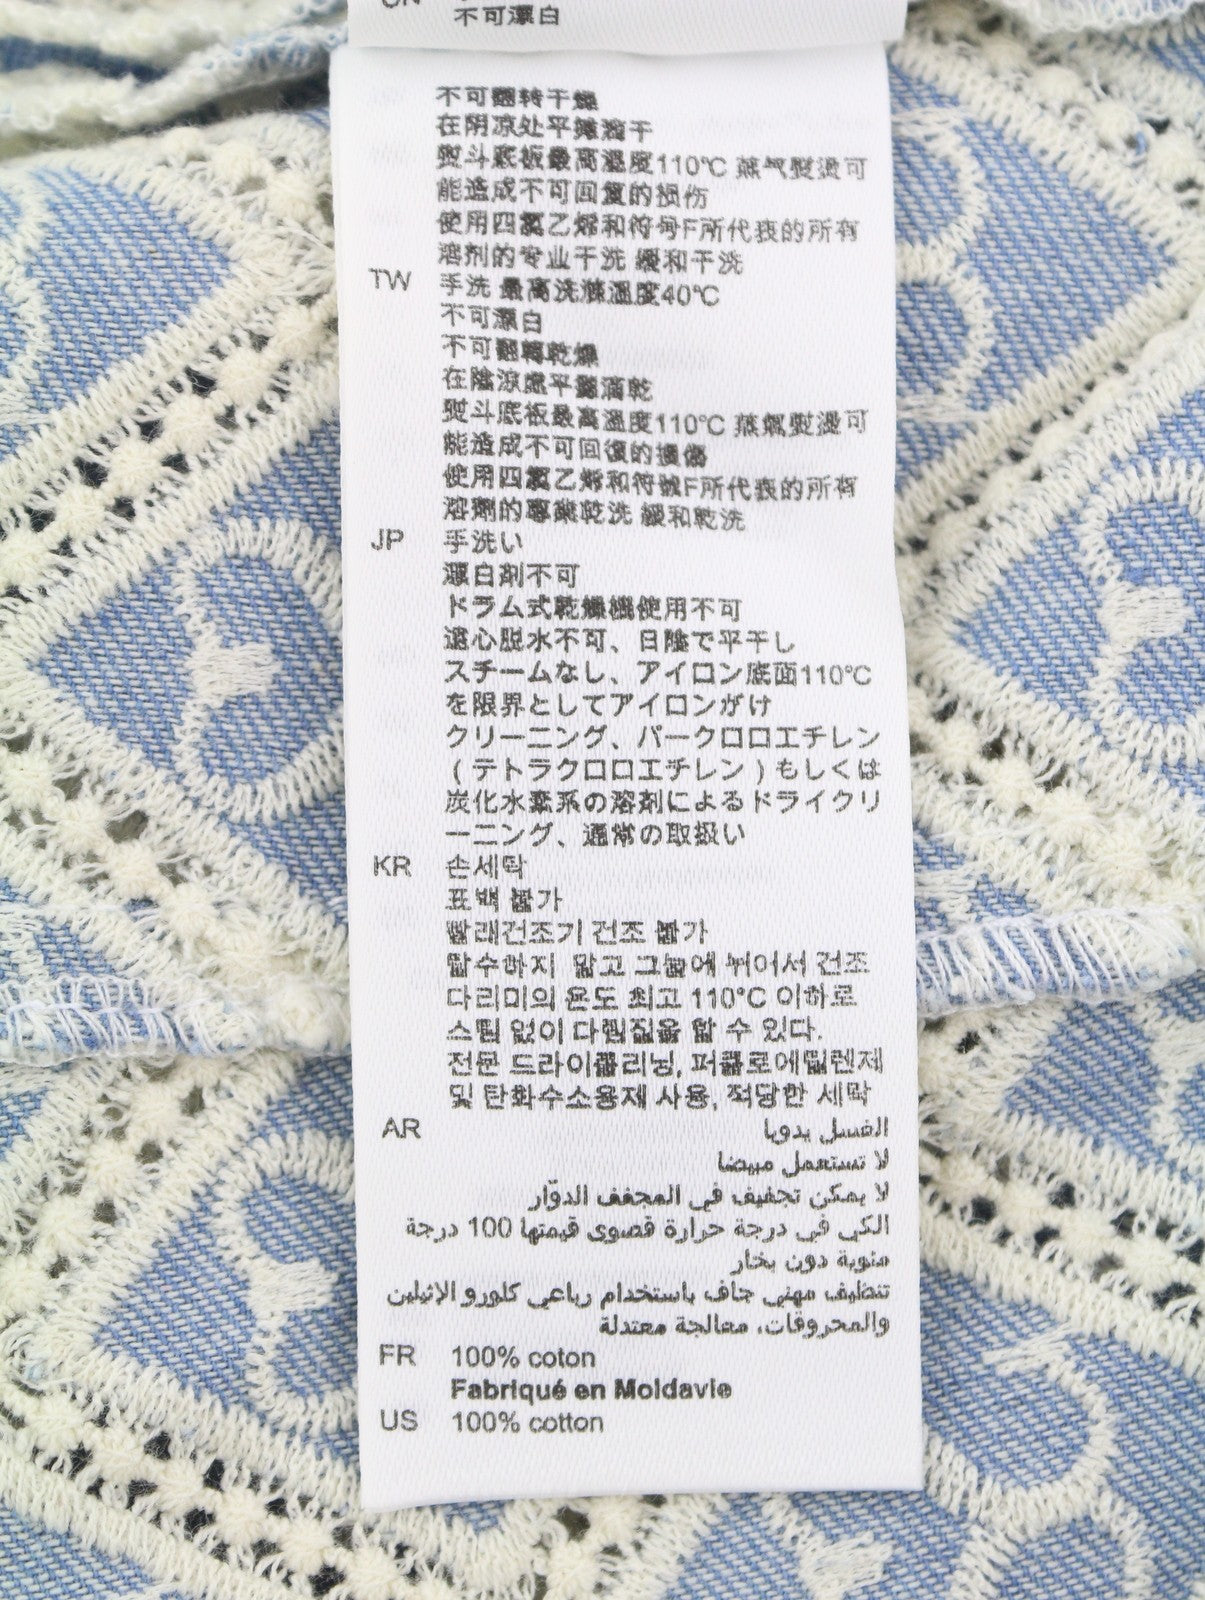 CN
不可漂白
不可翻转干燥
在阴凉处平摊滴干
熨斗底板最高温度110℃ 蒸气熨烫可
能造成不可回复的损伤
使用四氯乙烯和符号F所代表的所有
溶剂的专业干洗 缓和干洗
TW 手洗 最高洗滌溫度40℃
不可漂白
不可翻轉乾燥
在陰涼處平攤滴乾
熨斗底板最高溫度110℃ 蒸氣熨燙可
能造成不可回復的損傷
使用四氯乙烯和符號F所代表的所有
溶劑的專業乾洗 緩和乾洗
JP 手洗い
漂白剤不可
ドラム式乾燥機使用不可
遠心脱水不可、日陰で平干し
スチームなし、アイロン底面110℃
を限界としてアイロンがけ
クリーニング、パークロロエチレン
(テトラクロロエチレン)もしくは
炭化水素系の溶剤によるドライクリ
ーニング、通常の取扱い
KR 손세탁
표백 불가
빨래건조기 건조 불가
탈수하지 말고 그늘에 뉘어서 건조
다리미의 온도 최고 110°C 이하로
스팀 없이 다림질을 할 수 있다.
전문 드라이클리닝, 퍼클로에틸렌제
및 탄화수소용제 사용, 적당한 세탁
AR الغسل يدويا
لا تستعمل مبيضا
لا يمكن تجفيف في المجفف الدوّار
الكي في درجة حرارة قصوى قيمتها 100 درجة
مئوية دون بخار
تنظيف مهني جاف باستخدام رباعي كلورو الإثيلين
والمحروقات، معالجة معتدلة
FR 100% coton
Fabriqué en Moldavie
US 100% cotton